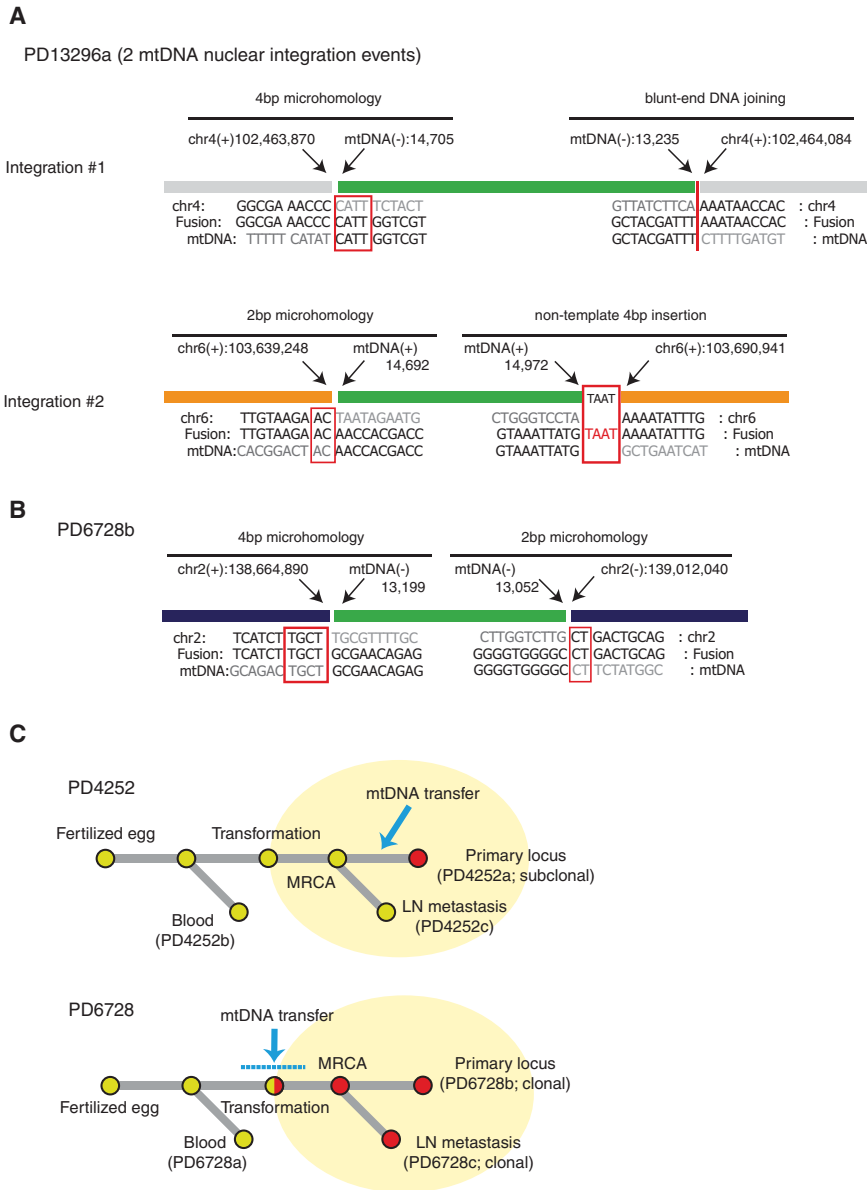 A
PD13296a (2 mtDNA nuclear integration events)
4bp microhomology
blunt-end DNA joining
chr4(+)102,463,870
mtDNA(-):14,705
mtDNA(-):13,235
chr4(+):102,464,084
Integration #1
chr4: GGCGA AACCC CATT TCTACT GTTATCTTCA AAATAACCAC : chr4
Fusion: GGCGA AACCC CATT GGTCGT GCTACGATTT AAATAACCAC : Fusion
mtDNA: TTTTT CATAT CATT GGTCGT GCTACGATTT CTTTTGATGT : mtDNA
2bp microhomology
non-template 4bp insertion
chr6(+):103,639,248
mtDNA(+)
14,692
mtDNA(+)
14,972
chr6(+):103,690,941
Integration #2
TAAT
chr6: TTGTAAGA AC TAATAGAATG CTGGGTCCTA AAAATATTTG : chr6
Fusion: TTGTAAGA AC AACCACGACC GTAAATTATG TAAT AAAATATTTG : Fusion
mtDNA: CACGGACT AC AACCACGACC GTAAATTATG GCTGAATCAT : mtDNA
B
PD6728b
4bp microhomology
2bp microhomology
chr2(+):138,664,890
mtDNA(-)
13,199
mtDNA(-)
13,052
chr2(-):139,012,040
chr2: TCATCT TGCT TGCGTTTTGC CTTGGTCTTG CT GACTGCAG : chr2
Fusion: TCATCT TGCT GCGAACAGAG GGGGTGGGGC CT GACTGCAG : Fusion
mtDNA: GCAGAC TGCT GCGAACAGAG GGGGTGGGGC CT TCTATGGC : mtDNA
C
PD4252
mtDNA transfer
Fertilized egg
Transformation
MRCA
Primary locus
(PD4252a; subclonal)
Blood
(PD4252b)
LN metastasis
(PD4252c)
PD6728
mtDNA transfer
MRCA
Primary locus
(PD6728b; clonal)
Fertilized egg
Transformation
Blood
(PD6728a)
LN metastasis
(PD6728c; clonal)